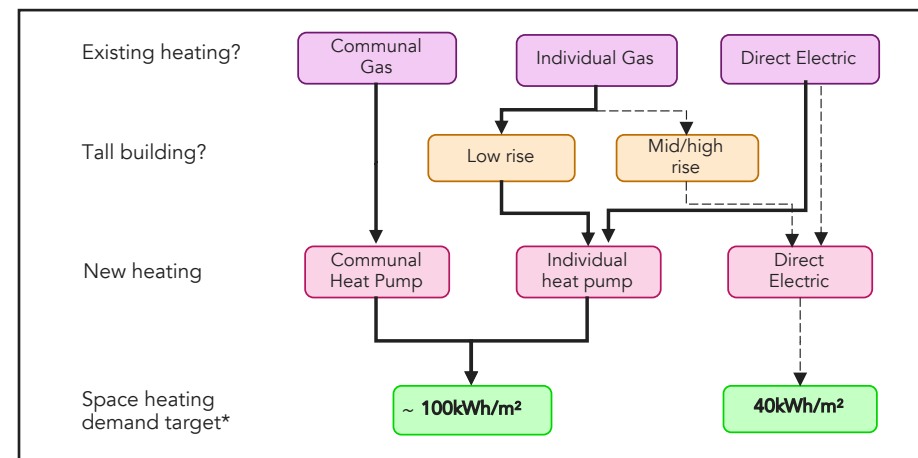 Existing heating?
Communal
Gas
Individual Gas
Direct Electric
Tall building?
Low rise
Mid/high
rise
New heating
Communal
Heat Pump
Individual
heat pump
Direct
Electric
Space heating
demand target*
~ 100kWh/m²
40kWh/m²